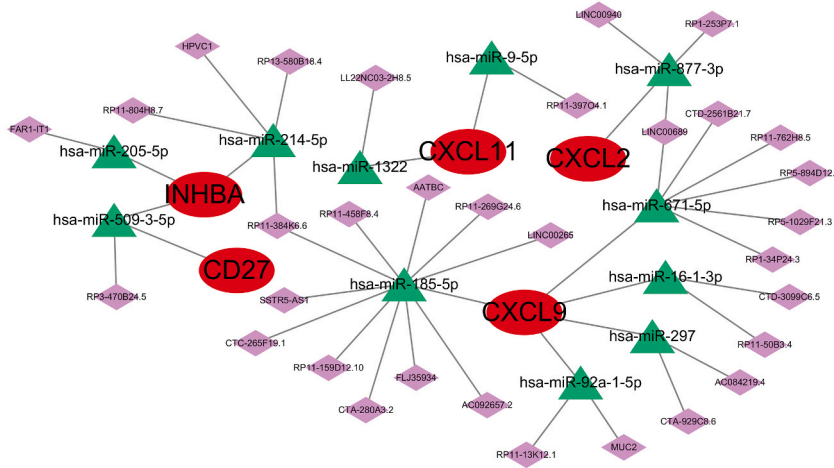 LINC00940
RP1-253P7.1
HPVC1
hsa-miR-9-5p
RP13-580B18.4
hsa-miR-877-3p
LL22NC03-2H8.5
RP11-804H8.7
RP11-397O4.1
CTD-2561B21.7
FAR1-IT1
LINC00689
hsa-miR-214-5p
RP11-762H8.5
hsa-miR-205-5p
CXCL11
CXCL2
hsa-miR-1322
RP5-894D12.
AATBC
INHBA
hsa-miR-671-5p
RP11-458F8.4
RP11-269G24.6
hsa-miR-509-3-5p
RP11-384K6.6
RP5-1029F21.3
LINC00265
CD27
RP1-34P24.3
hsa-miR-185-5p
hsa-miR-16-1-3p
RP3-470B24.5
SSTR5-AS1
CTD-3099C6.5
CXCL9
CTC-265F19.1
hsa-miR-297
RP11-50B3.4
RP11-159D12.10
FLJ35934
AC084219.4
hsa-miR-92a-1-5p
CTA-280A3.2
AC092657.2
CTA-929C8.6
MUC2
RP11-13K12.1